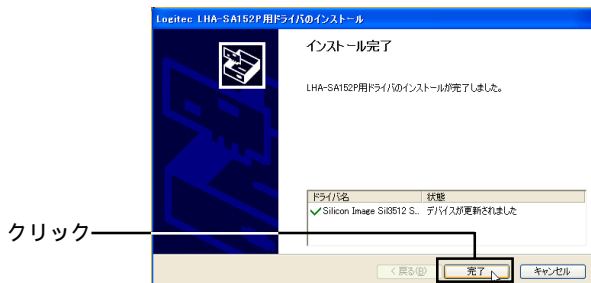 Logitec LHA-SA152P用ドライバのインストール
インストール完了
LHA-SA152P用ドライバのインストールが完了しました。
ドライバ名 状態
Silicon Image SiI3512 S... デバイスが更新されました
クリック
< 戻る(B) 完了 キャンセル